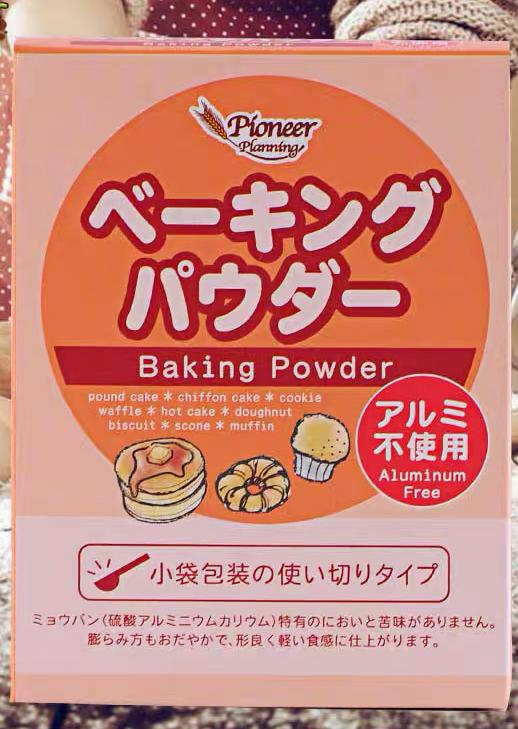 Baking Powder
Pioneer
Planning
ベーキング
パウダー
Baking Powder
pound cake * chiffon cake * cookie
waffle * hot cake * doughnut
biscuit * scone * muffin
アルミ
不使用
Aluminum
Free
小袋包装の使い切りタイプ
ミョウバン（硫酸アルミニウムカリウム）特有のにおいと苦味がありません。
膨らみ方もおだやかで、形良く軽い食感に仕上がります。